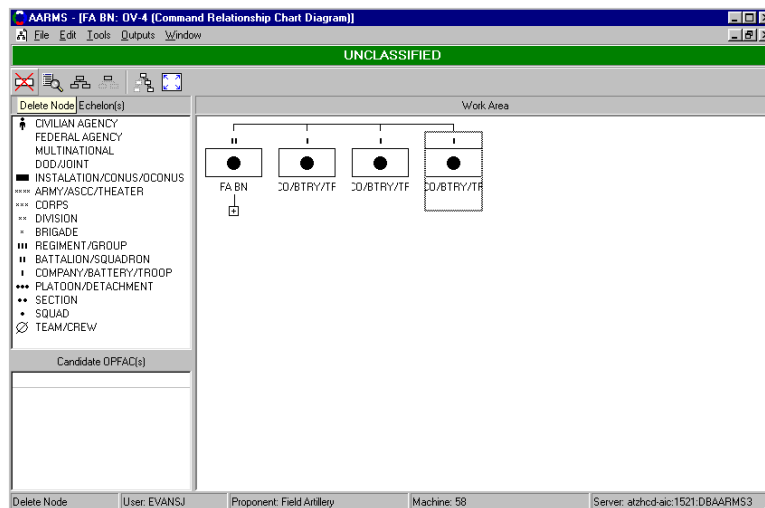 AARMS - [FA BN: OV-4 (Command Relationship Chart Diagram)]
File Edit Tools Outputs Window
UNCLASSIFIED
Delete Node Echelon(s)
Work Area
CIVILIAN AGENCY
FEDERAL AGENCY
MULTINATIONAL
DOD/JOINT
INSTALATION/CONUS/OCONUS
ARMY/ASCC/THEATER
CORPS
DIVISION
BRIGADE
REGIMENT/GROUP
BATTALION/SQUADRON
COMPANY/BATTERY/TROOP
PLATOON/DETACHMENT
SECTION
SQUAD
TEAM/CREW
FA BN CO/BTRY/TF CO/BTRY/TF CO/BTRY/TF
Candidate OPFAC(s)
Delete Node User: EVANSJ Proponent: Field Artillery Machine: 58 Server: atzhcd-aic:1521:DBAARMS3